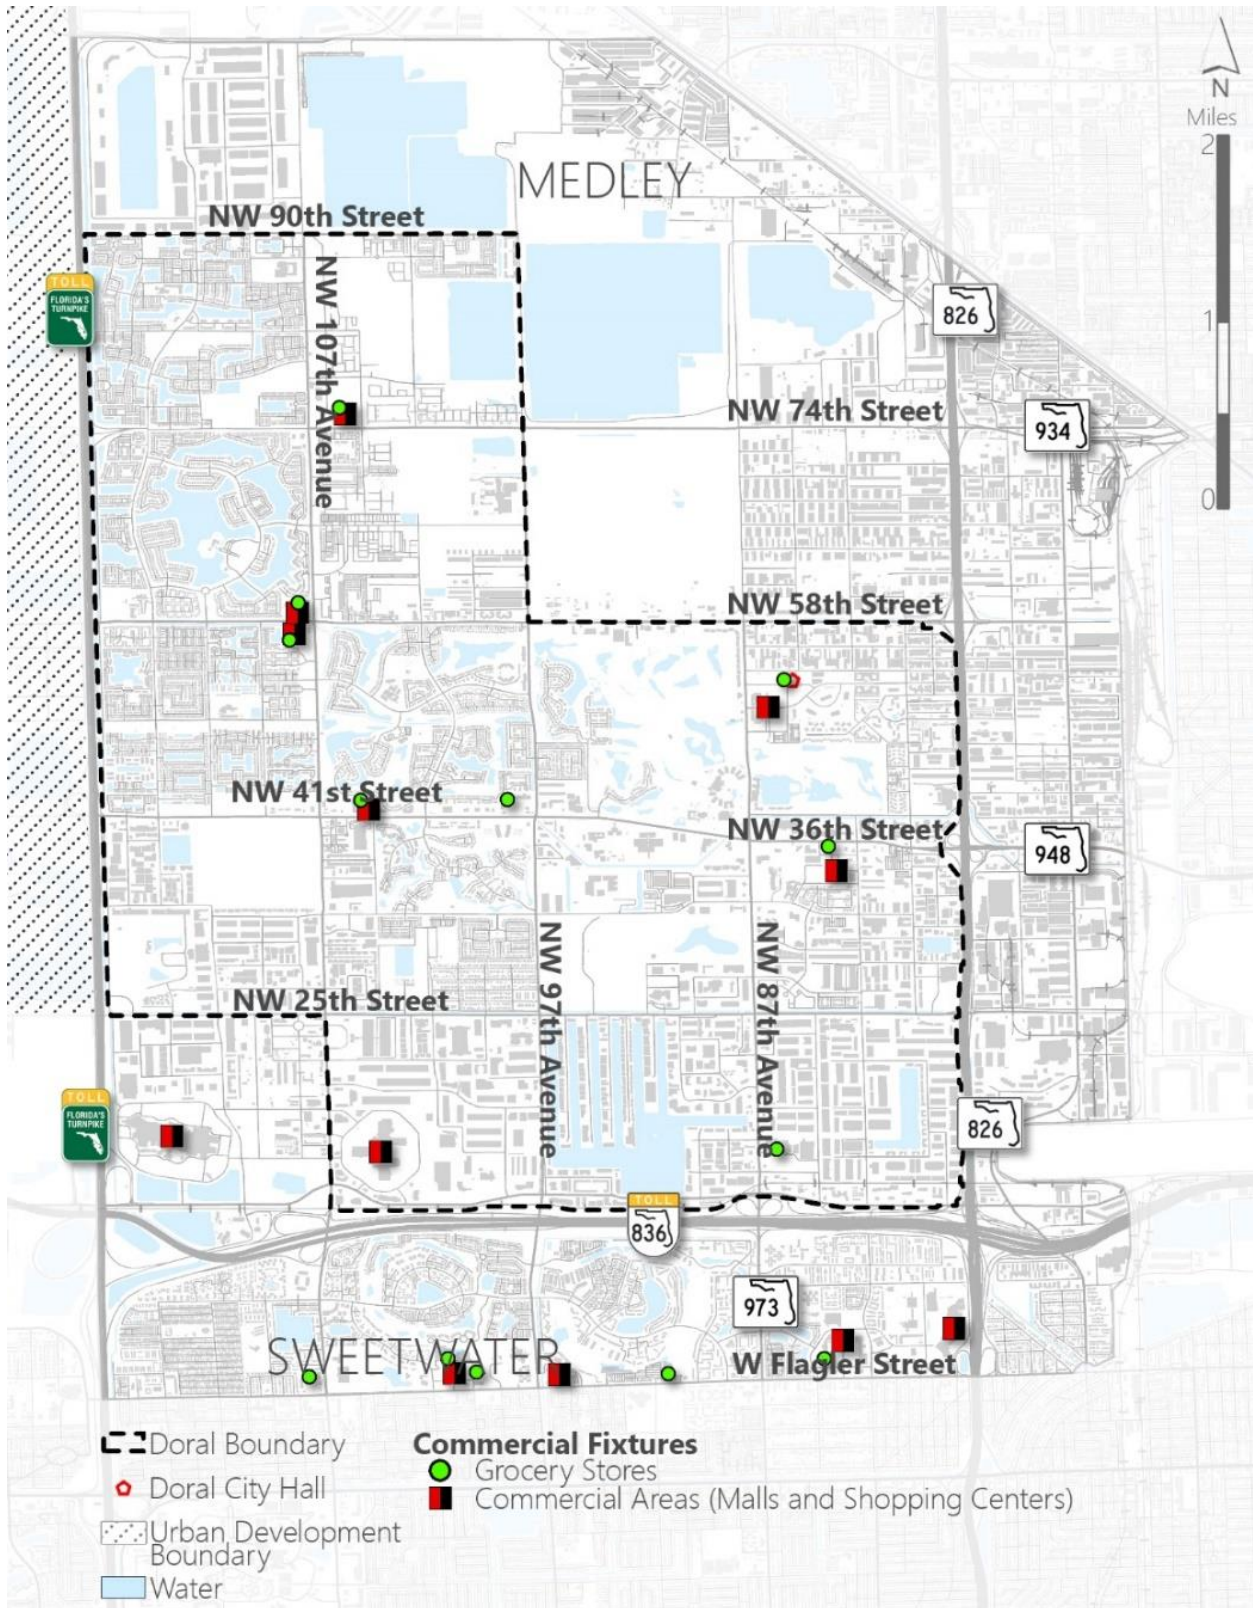 N
Miles
2
MEDLEY
NW 90th Street
TOLL
FLORIDA'S
TURNPIKE
NW 107th Avenue
826
1
NW 74th Street
934
0
NW 58th Street
NW 41st Street
NW 36th Street
948
NW 97th Avenue
NW 87th Avenue
NW 25th Street
TOLL
FLORIDA'S
TURNPIKE
826
TOLL
836
973
SWEETWATER
W Flagler Street
Doral Boundary
Doral City Hall
Urban Development
Boundary
Water
Commercial Fixtures
Grocery Stores
Commercial Areas (Malls and Shopping Centers)